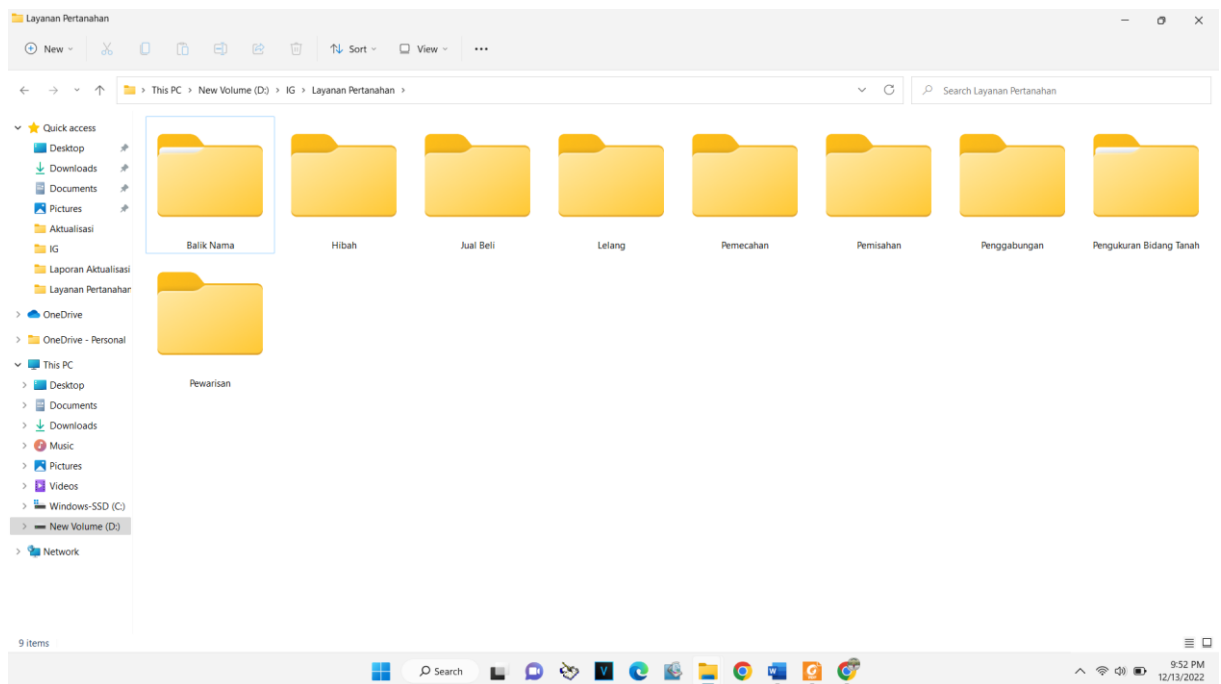 Layanan Pertanahan
New
Sort
View
This PC > New Volume (D:) > IG > Layanan Pertanahan >
Search Layanan Pertanahan
Quick access
Desktop
Downloads
Documents
Pictures
Aktualisasi
IG
Laporan Aktualisasi
Layanan Pertanahan
OneDrive
OneDrive - Personal
This PC
Desktop
Documents
Downloads
Music
Pictures
Videos
Windows-SSD (C:)
New Volume (D:)
Network
Balik Nama
Hibah
Jual Beli
Lelang
Pemecahan
Pemisahan
Penggabungan
Pengukuran Bidang Tanah
Pewarisan
9 items
Search
9:52 PM
12/13/2022